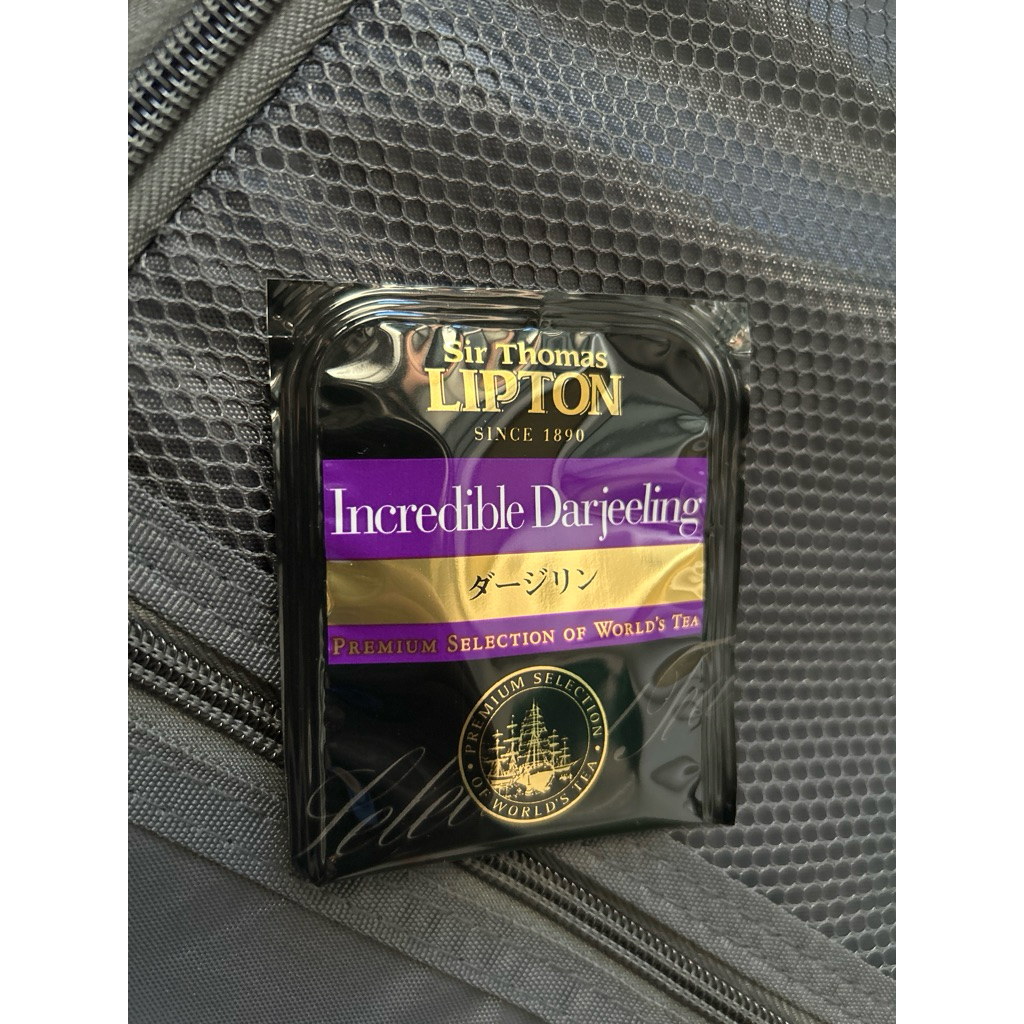 Sir Thomas
LIPTON
SINCE 1890
Incredible Darjeeling
ダージリン
PREMIUM SELECTION OF WORLD'S TEA
PREMIUM SELECTION
OF WORLD'S TEA